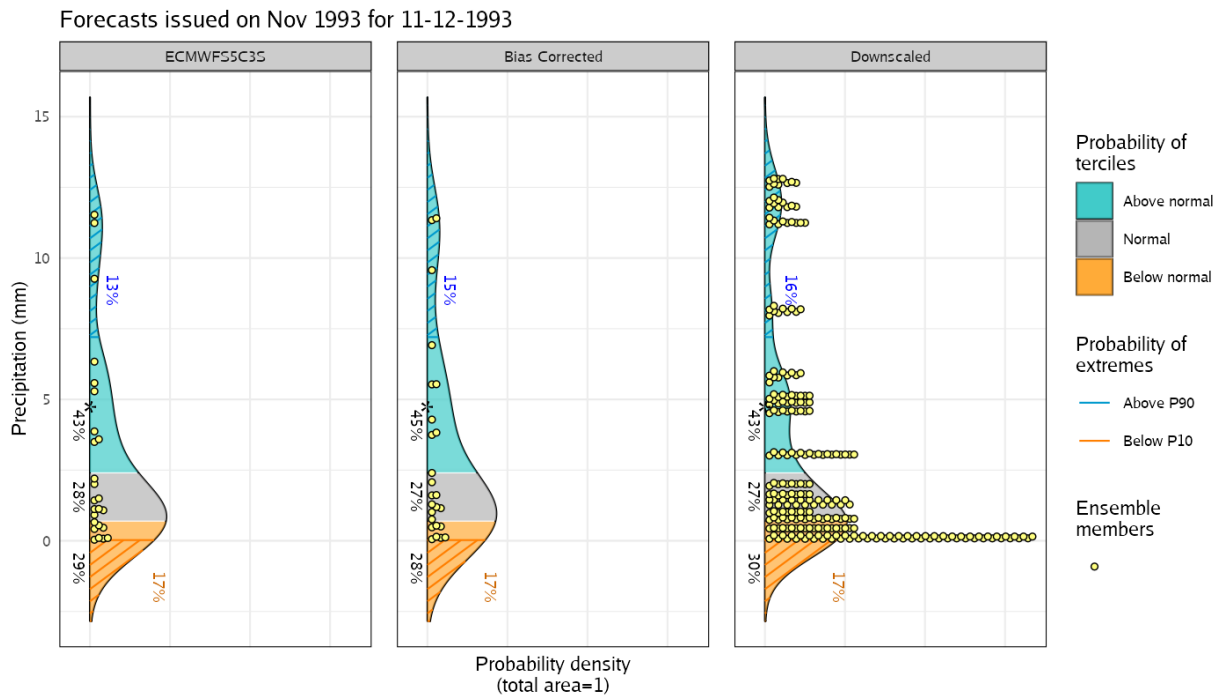 Forecasts issued on Nov 1993 for 11-12-1993
ECMWFS5C3S
Bias Corrected
Downscaled
Precipitation (mm)
15
10
5
0
13%
43%
28%
29%
17%
15%
45%
27%
28%
17%
16%
43%
27%
30%
17%
Probability density
(total area=1)
Probability of
terciles
Above normal
Normal
Below normal
Probability of
extremes
Above P90
Below P10
Ensemble
members